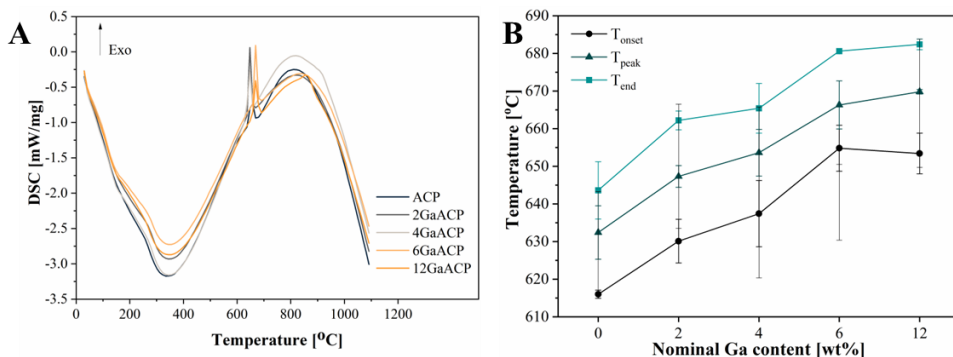 A
Exo
0.5
0.0
-0.5
-1.0
-1.5
-2.0
-2.5
-3.0
-3.5
DSC [mW/mg]
ACP
2GaACP
4GaACP
6GaACP
12GaACP
0 200 400 600 800 1000 1200
Temperature [⁰C]
B
690
680
670
660
650
640
630
620
610
Temperature [⁰C]
Tonset
Tpeak
Tend
0 2 4 6 12
Nominal Ga content [wt%]